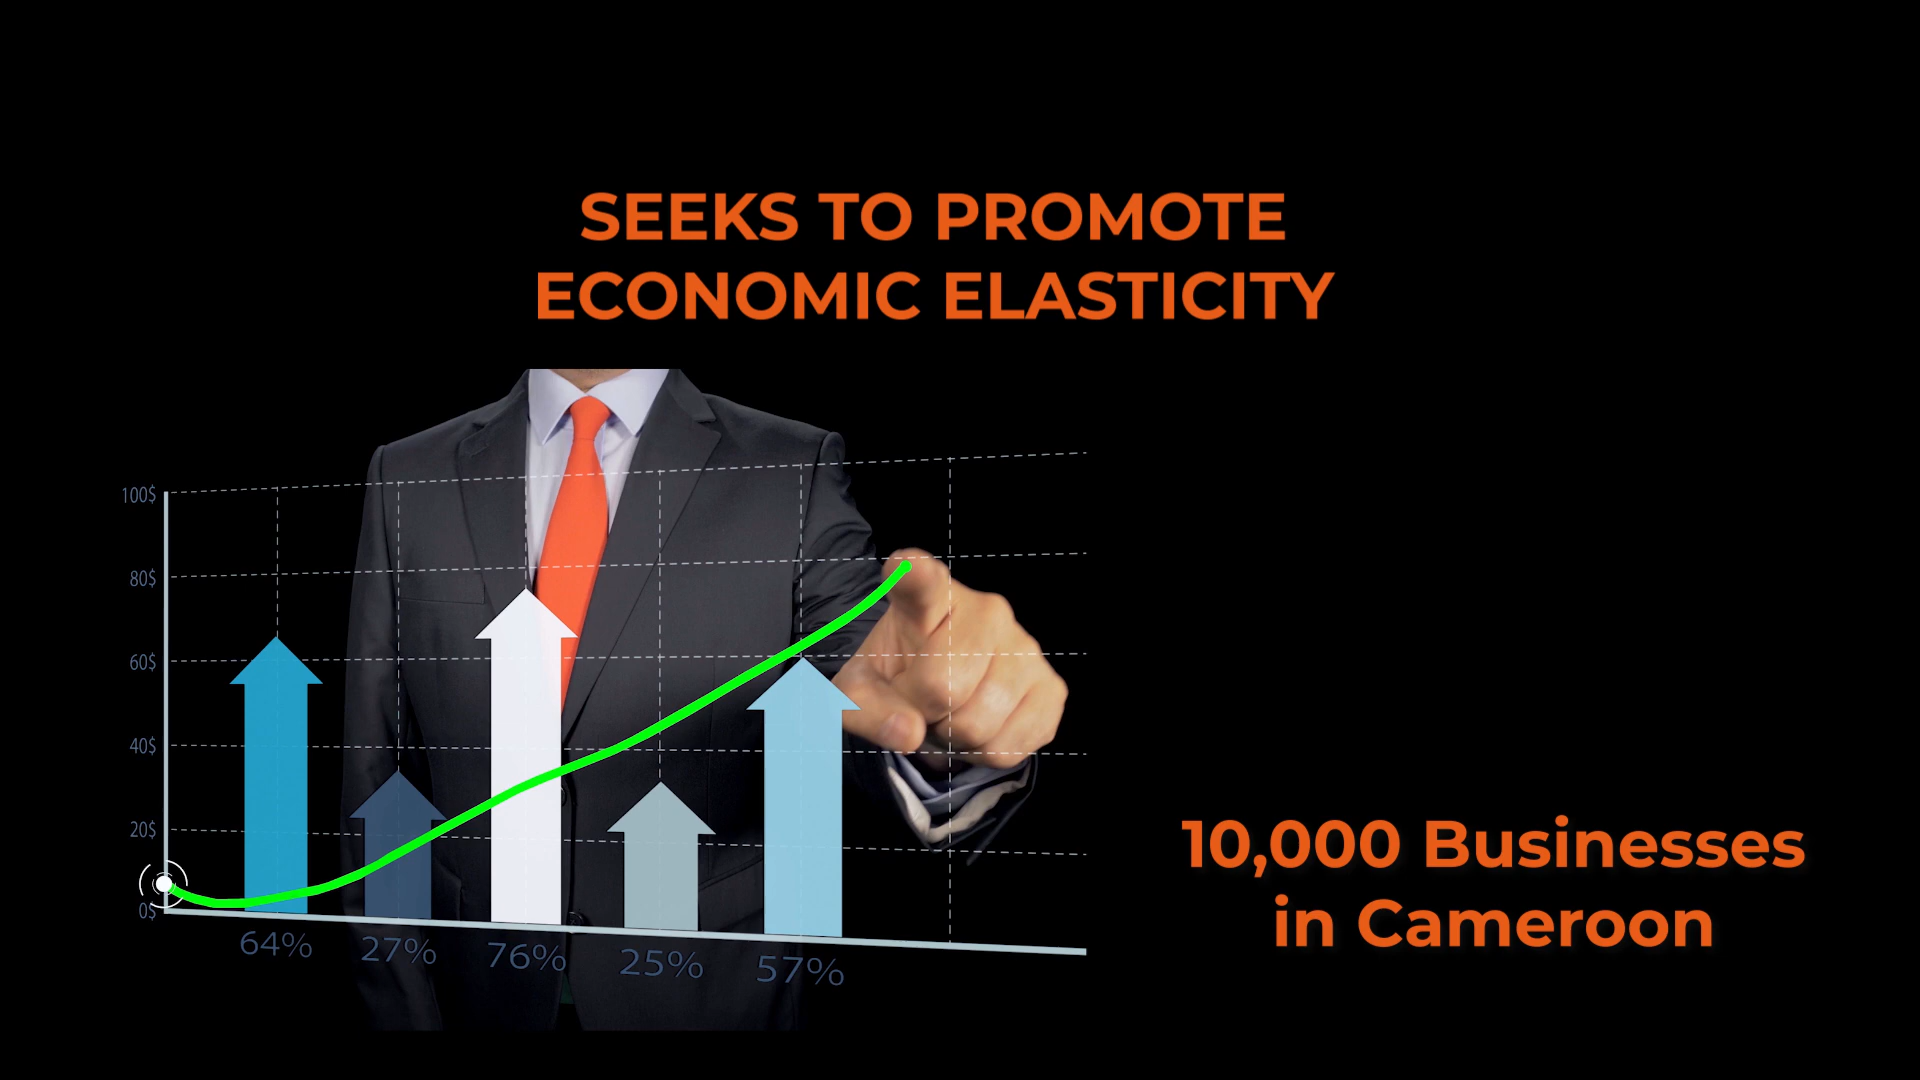 SEEKS TO PROMOTE
ECONOMIC ELASTICITY
100$
80$
60$
40$
20$
0$
64% 27% 76% 25% 57%
10,000 Businesses
in Cameroon